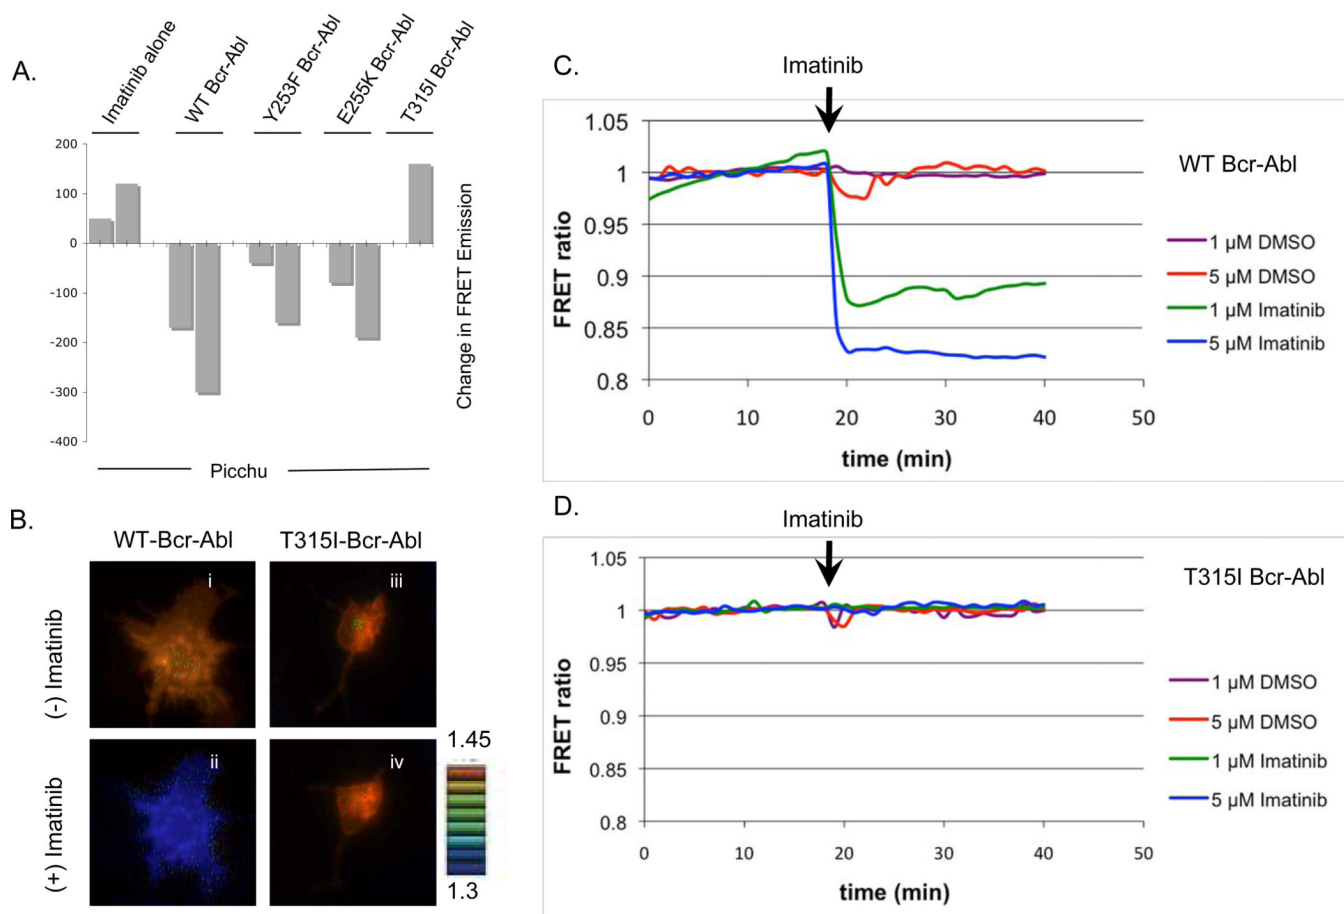 A.
Imatinib alone
WT Bcr-Abl
Y253F Bcr-Abl
E255K Bcr-Abl
T315I Bcr-Abl
200
100
0
-100
-200
-300
-400
Change in FRET Emission
Picchu
B.
WT-Bcr-Abl
T315I-Bcr-Abl
(-) Imatinib
(+) Imatinib
i
iii
ii
iv
1.45
1.3
C.
Imatinib
1.05
1
0.95
0.9
0.85
0.8
FRET ratio
0 10 20 30 40 50
time (min)
WT Bcr-Abl
1 µM DMSO
5 µM DMSO
1 µM Imatinib
5 µM Imatinib
D.
Imatinib
1.05
1
0.95
0.9
0.85
0.8
FRET ratio
0 10 20 30 40 50
time (min)
T315I Bcr-Abl
1 µM DMSO
5 µM DMSO
1 µM Imatinib
5 µM Imatinib